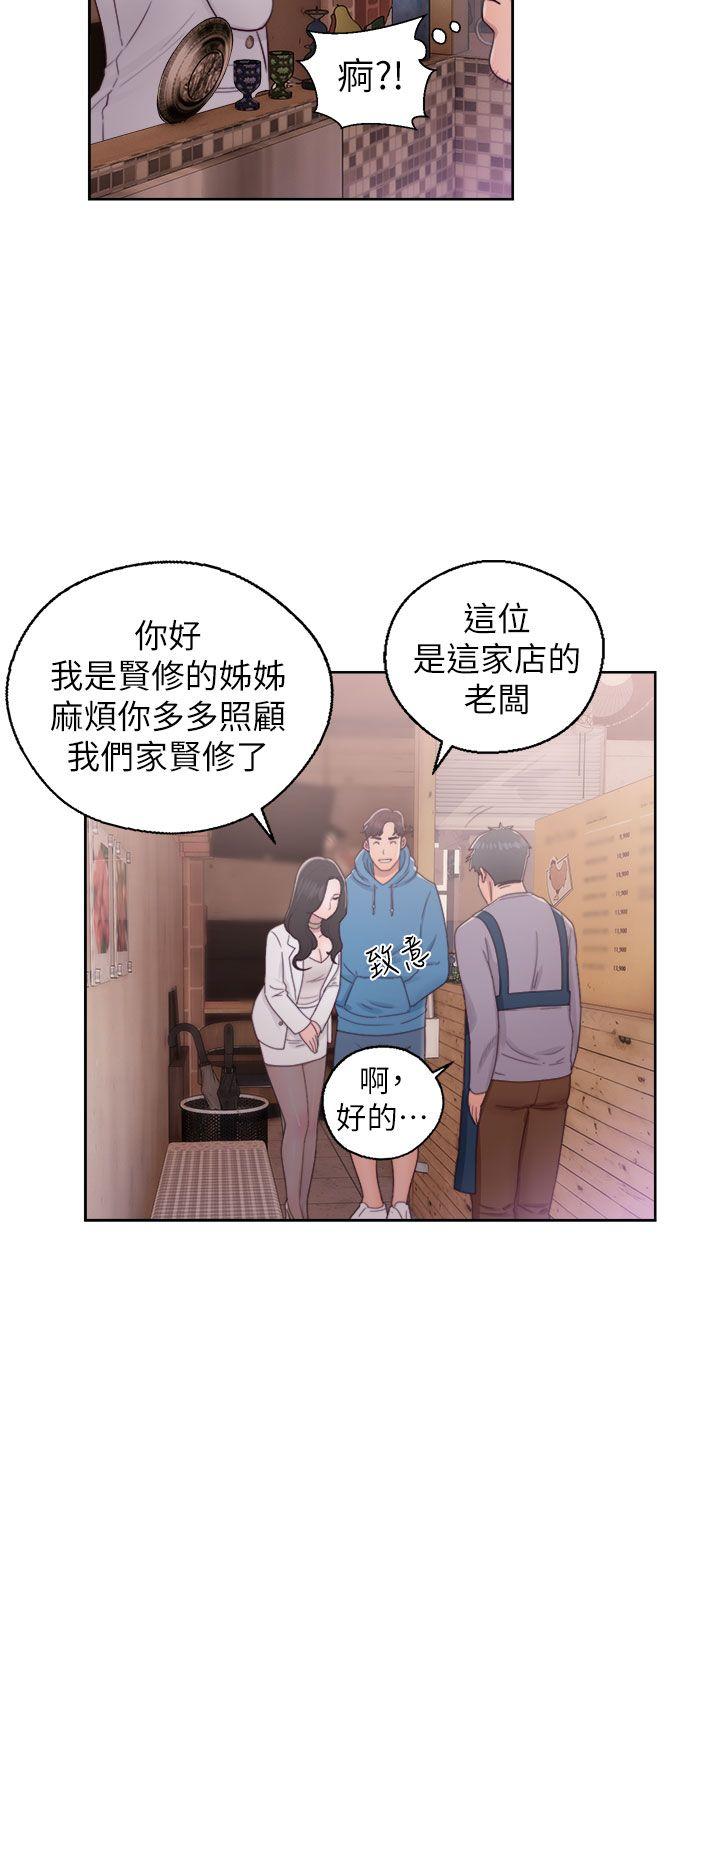 痾?!
這位
是這家店的
老闆
你好
我是賢修的姊姊
麻煩你多多照顧
我們家賢修了
致意
啊,
好的…